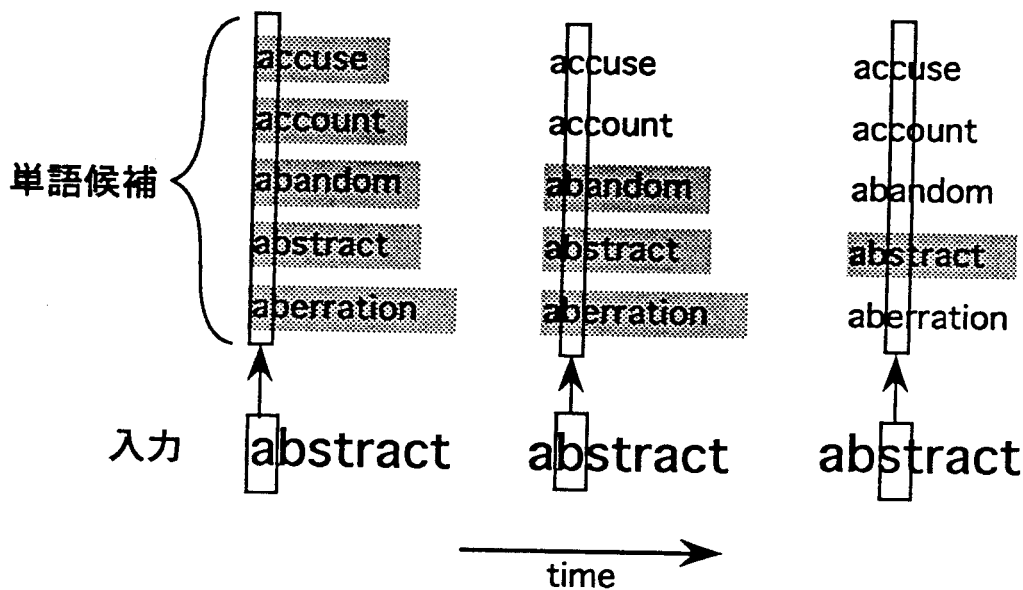 accuse accuse accuse
account account account
単語候補 abandom abandom abandom
abstract abstract abstract
aberration aberration aberration
入力 abstract abstract abstract
time